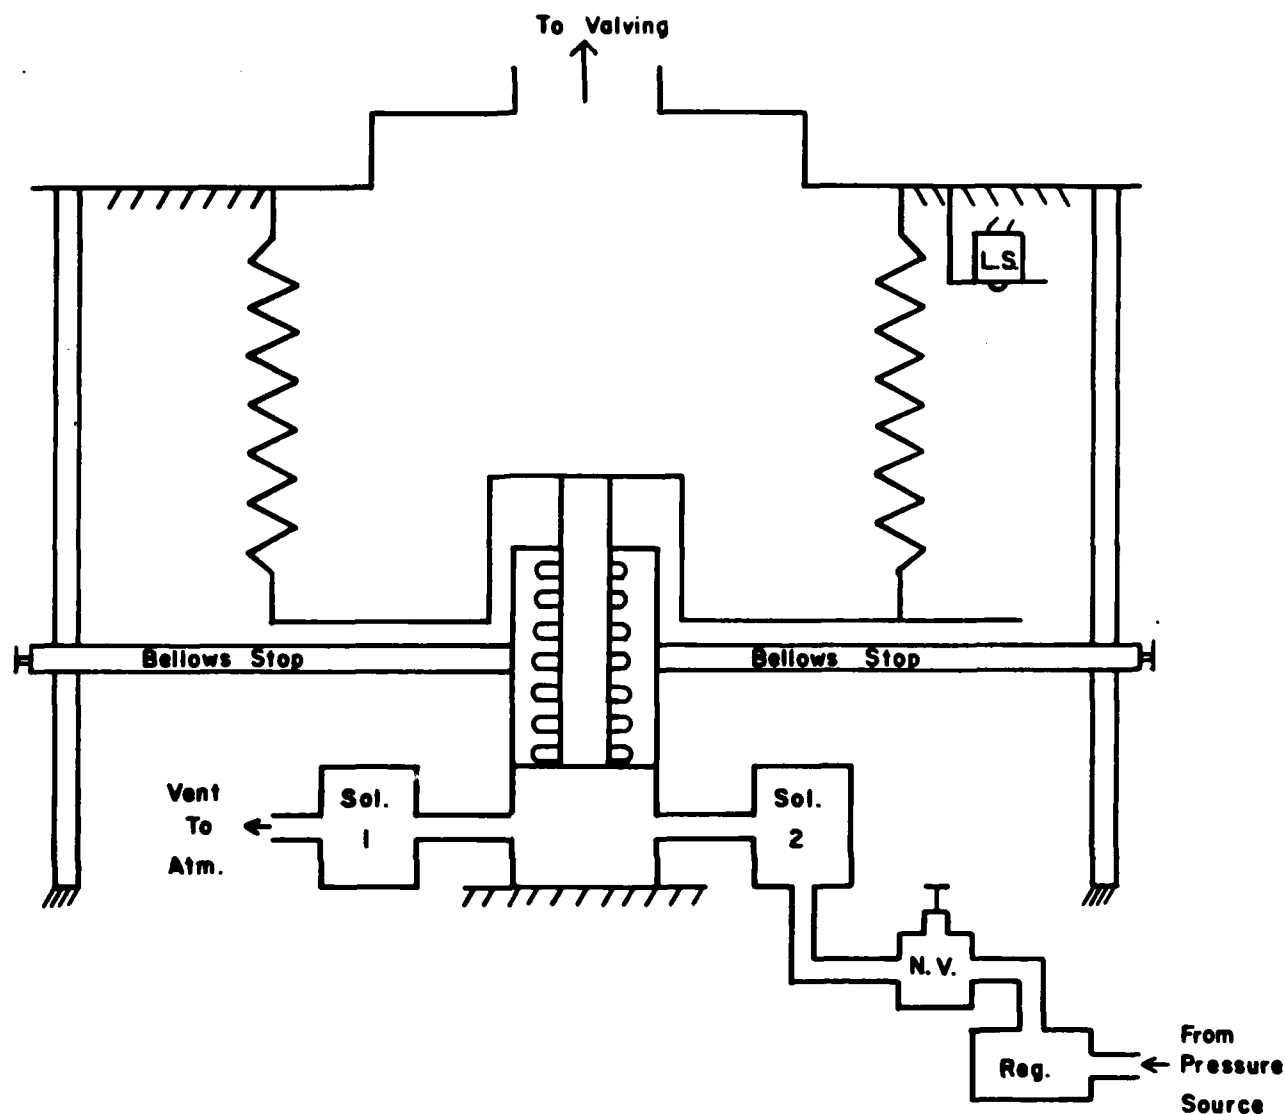 To Valving
L.S.
Bellows Stop
Bellows Stop
Vent
To
Atm.
Sol.
1
Sol.
2
N.V.
Reg.
From
Pressure
Source